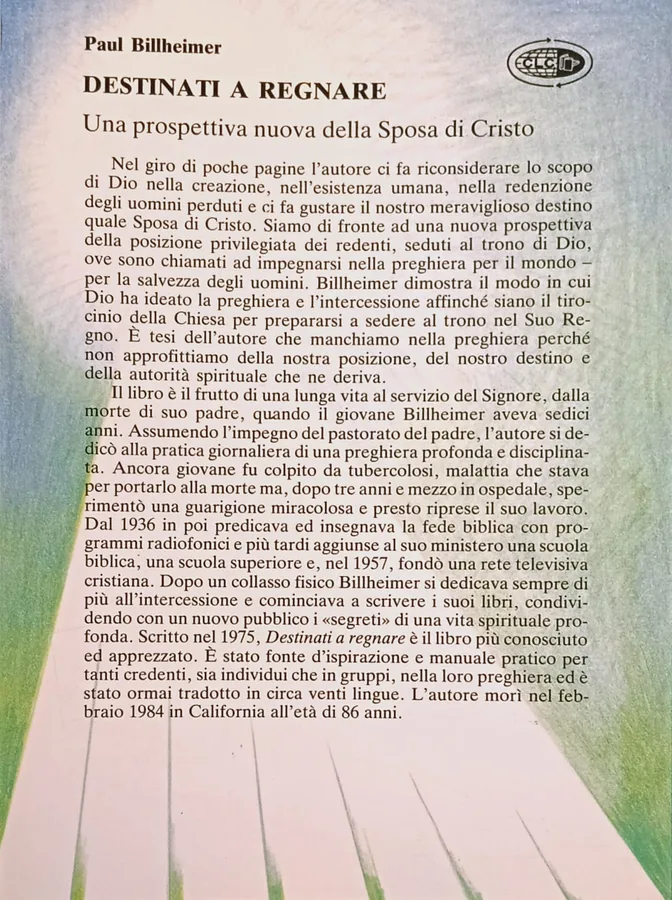 Paul Billheimer
CLC
DESTINATI A REGNARE
Una prospettiva nuova della Sposa di Cristo
Nel giro di poche pagine l'autore ci fa riconsiderare lo scopo
di Dio nella creazione, nell'esistenza umana, nella redenzione
degli uomini perduti e ci fa gustare il nostro meraviglioso destino
quale Sposa di Cristo. Siamo di fronte ad una nuova prospettiva
della posizione privilegiata dei redenti, seduti al trono di Dio,
ove sono chiamati ad impegnarsi nella preghiera per il mondo –
per la salvezza degli uomini. Billheimer dimostra il modo in cui
Dio ha ideato la preghiera e l'intercessione affinché siano il tiro-
cinio della Chiesa per prepararsi a sedere al trono nel Suo Re-
gno. È tesi dell'autore che manchiamo nella preghiera perché
non approfittiamo della nostra posizione, del nostro destino e
della autorità spirituale che ne deriva.
Il libro è il frutto di una lunga vita al servizio del Signore, dalla
morte di suo padre, quando il giovane Billheimer aveva sedici
anni. Assumendo l'impegno del pastorato del padre, l'autore si de-
dicò alla pratica giornaliera di una preghiera profonda e disciplina-
ta. Ancora giovane fu colpito da tubercolosi, malattia che stava
per portarlo alla morte ma, dopo tre anni e mezzo in ospedale, spe-
rimentò una guarigione miracolosa e presto riprese il suo lavoro.
Dal 1936 in poi predicava ed insegnava la fede biblica con pro-
grammi radiofonici e più tardi aggiunse al suo ministero una scuola
biblica, una scuola superiore e, nel 1957, fondò una rete televisiva
cristiana. Dopo un collasso fisico Billheimer si dedicava sempre di
più all'intercessione e cominciava a scrivere i suoi libri, condivi-
dendo con un nuovo pubblico i «segreti» di una vita spirituale pro-
fonda. Scritto nel 1975, Destinati a regnare è il libro più conosciuto
ed apprezzato. È stato fonte d'ispirazione e manuale pratico per
tanti credenti, sia individui che in gruppi, nella loro preghiera ed è
stato ormai tradotto in circa venti lingue. L'autore morì nel feb-
braio 1984 in California all'età di 86 anni.